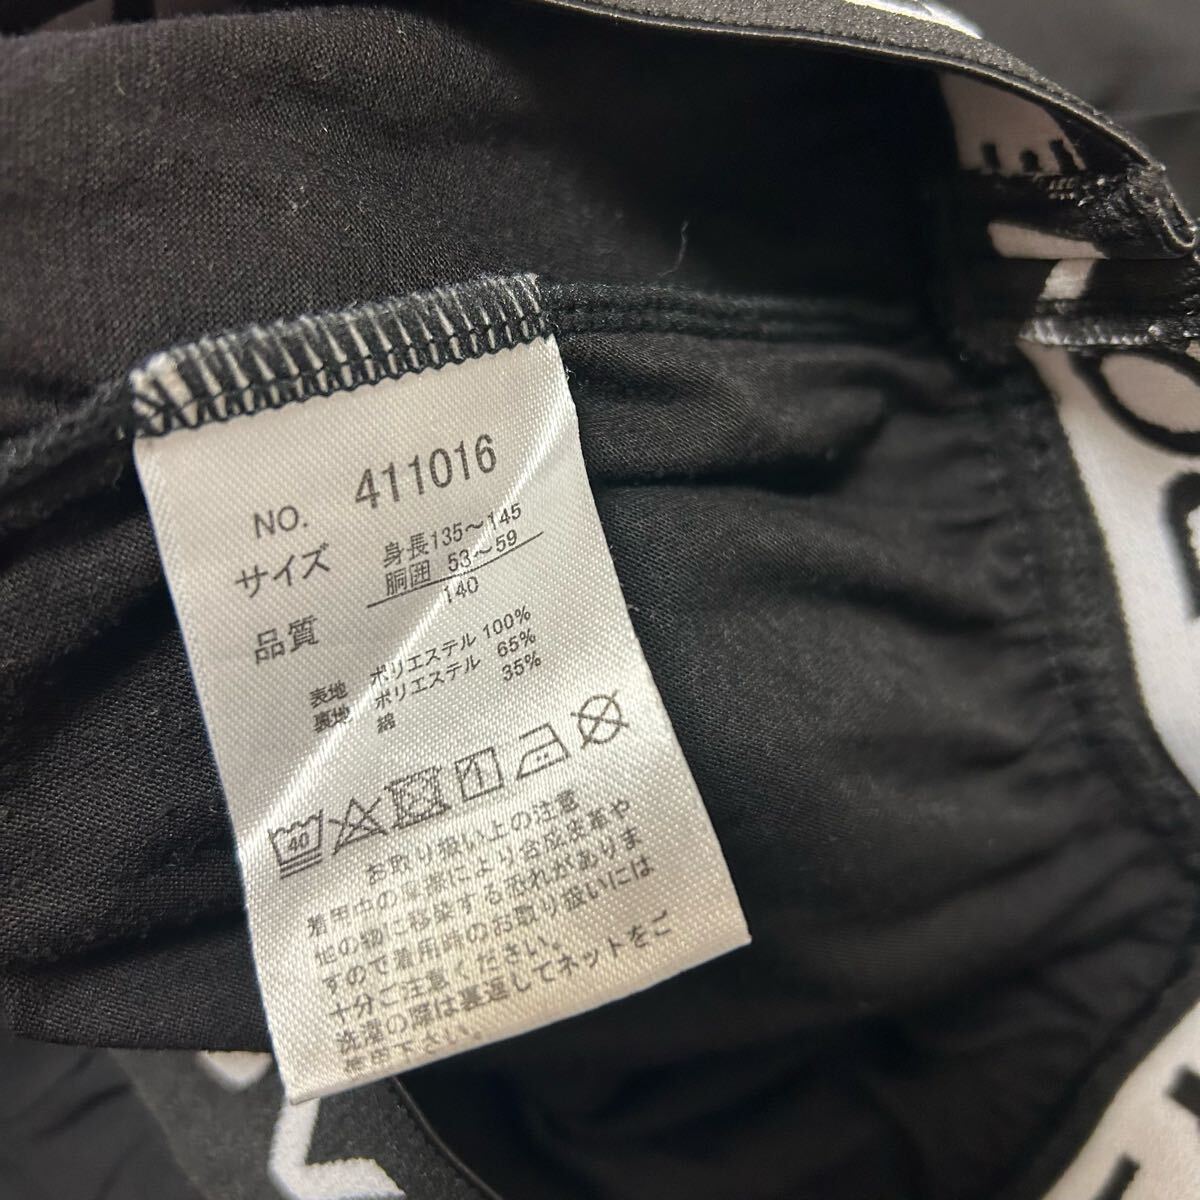 NO. 411016
サイズ 身長135～145
胴囲 53～59
140
品質
表地 ポリエステル 100%
裏地 ポリエステル 65%
綿 35%
40
お取り扱い上の注意
着用中の摩擦により合成皮革や
他の物に移染する恐れがありま
すので着用時のお取り扱いには
十分ご注意ください。
洗濯の際は裏返してネットをご
使用下さい。